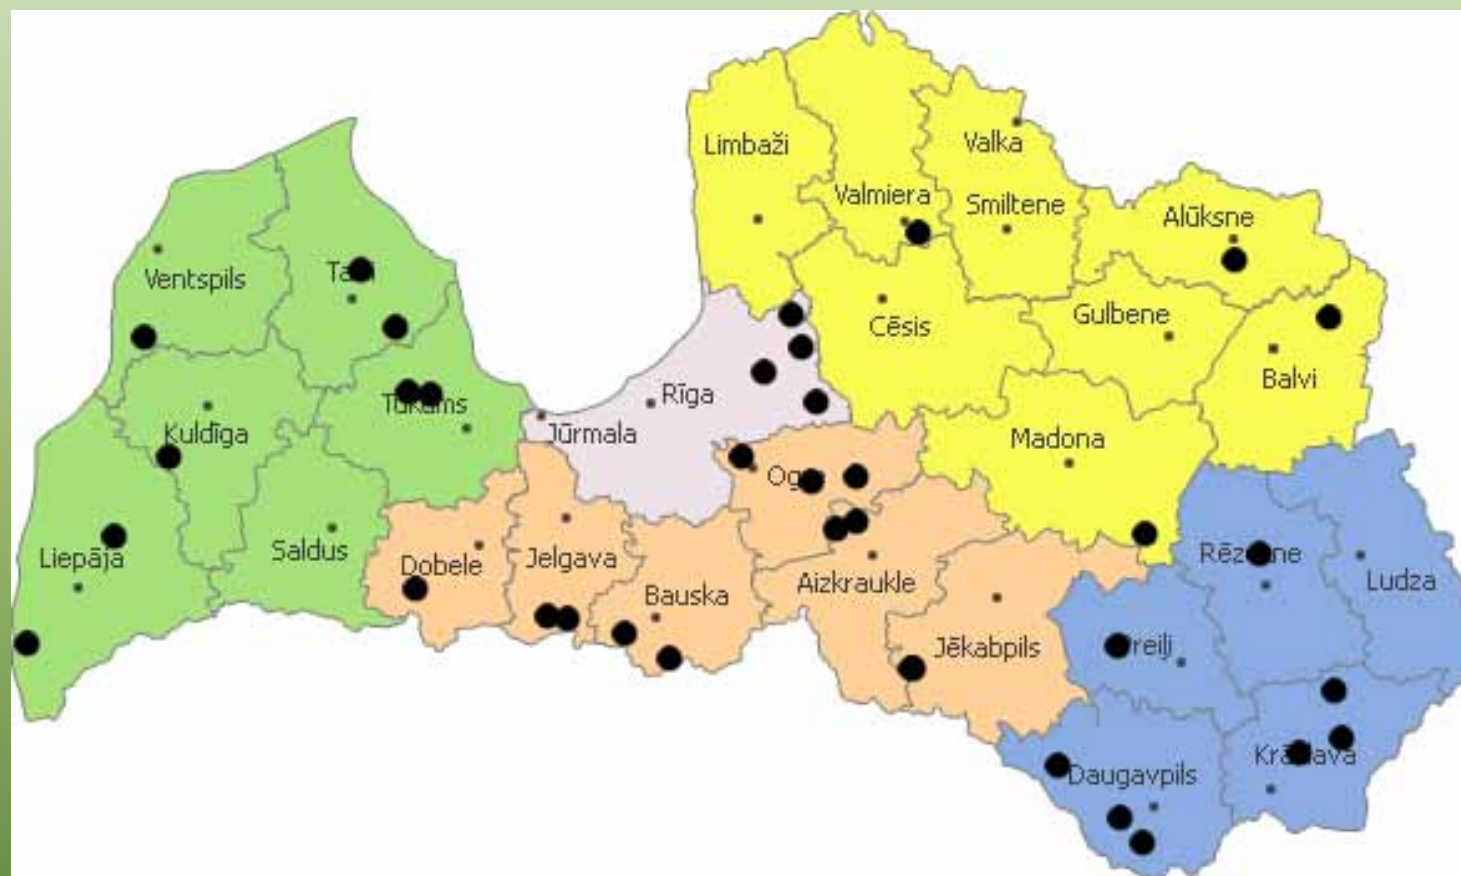 Limbaži
Valka
Valmiera
Smiltene
Alūksne
Ventspils
Cēsis
Gulbene
Balvi
Rīga
Tukums
Kuldīga
Jūrmala
Madona
Liepāja
Saldus
Dobele
Jelgava
Bauska
Aizkraukle
Ludza
Jēkabpils
Daugavpils